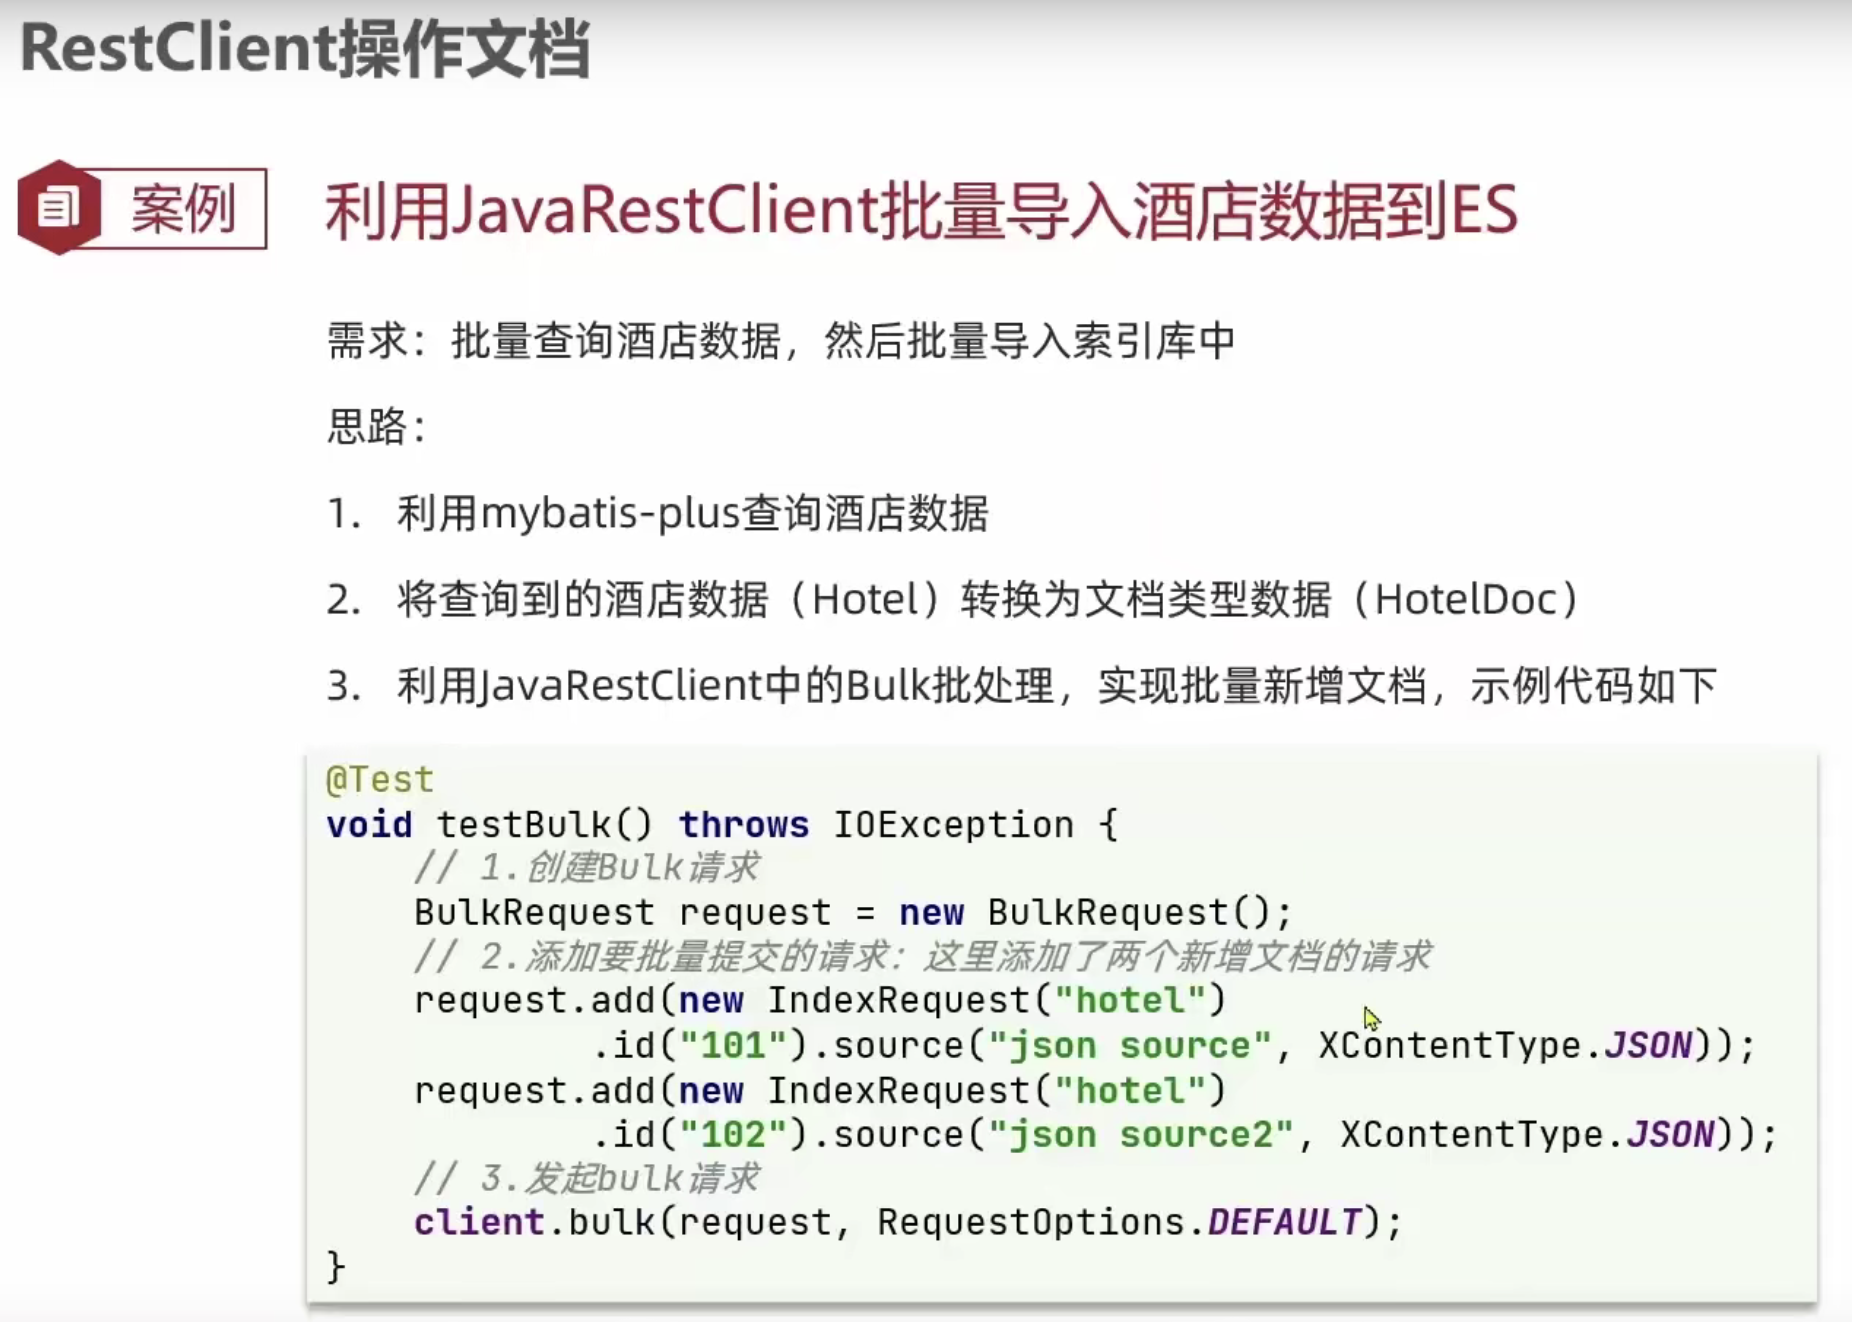 RestClient操作文档
案例
利用JavaRestClient批量导入酒店数据到ES
需求：批量查询酒店数据，然后批量导入索引库中
思路：
1. 利用mybatis-plus查询酒店数据
2. 将查询到的酒店数据（Hotel）转换为文档类型数据（HotelDoc）
3. 利用JavaRestClient中的Bulk批处理，实现批量新增文档，示例代码如下
@Test
void testBulk() throws IOException {
    // 1.创建Bulk请求
    BulkRequest request = new BulkRequest();
    // 2.添加要批量提交的请求：这里添加了两个新增文档的请求
    request.add(new IndexRequest("hotel")
            .id("101").source("json source", XContentType.JSON));
    request.add(new IndexRequest("hotel")
            .id("102").source("json source2", XContentType.JSON));
    // 3.发起bulk请求
    client.bulk(request, RequestOptions.DEFAULT);
}